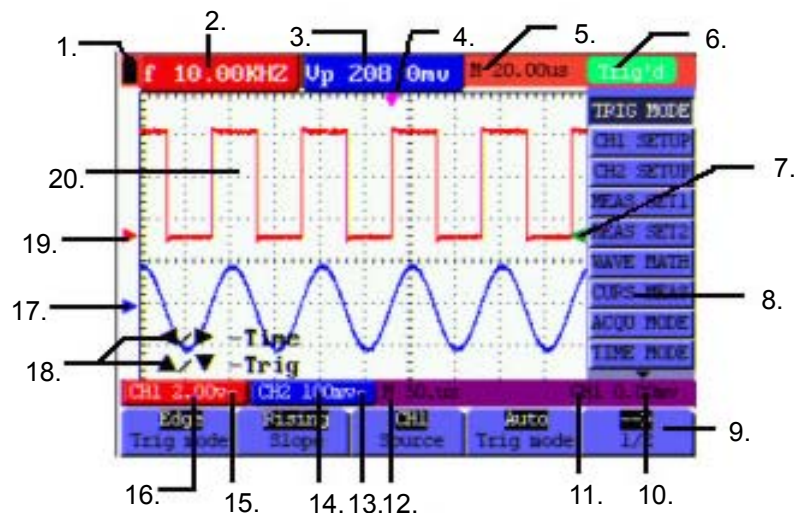 1. 2. 3. 4. 5. 6.
f 10.00KHZ Vp 208.0mv M 20.00us Trig'd
TRIG MODE
CH1 SETUP
CH2 SETUP
7.
20.
MEAS SET1
19.
MEAS SET2
WAVE MATH
17.
CURS MEAS
8.
ACQU MODE
-Time
TIME MODE
18.
-Trig
CH1 2.00v~ CH2 100mv~ M 50.us CH1 0.00mv
Edge Rising CH1 Auto
9.
Trig mode Slope Source Trig mode 1/2
16. 15. 14. 13. 12. 11. 10.